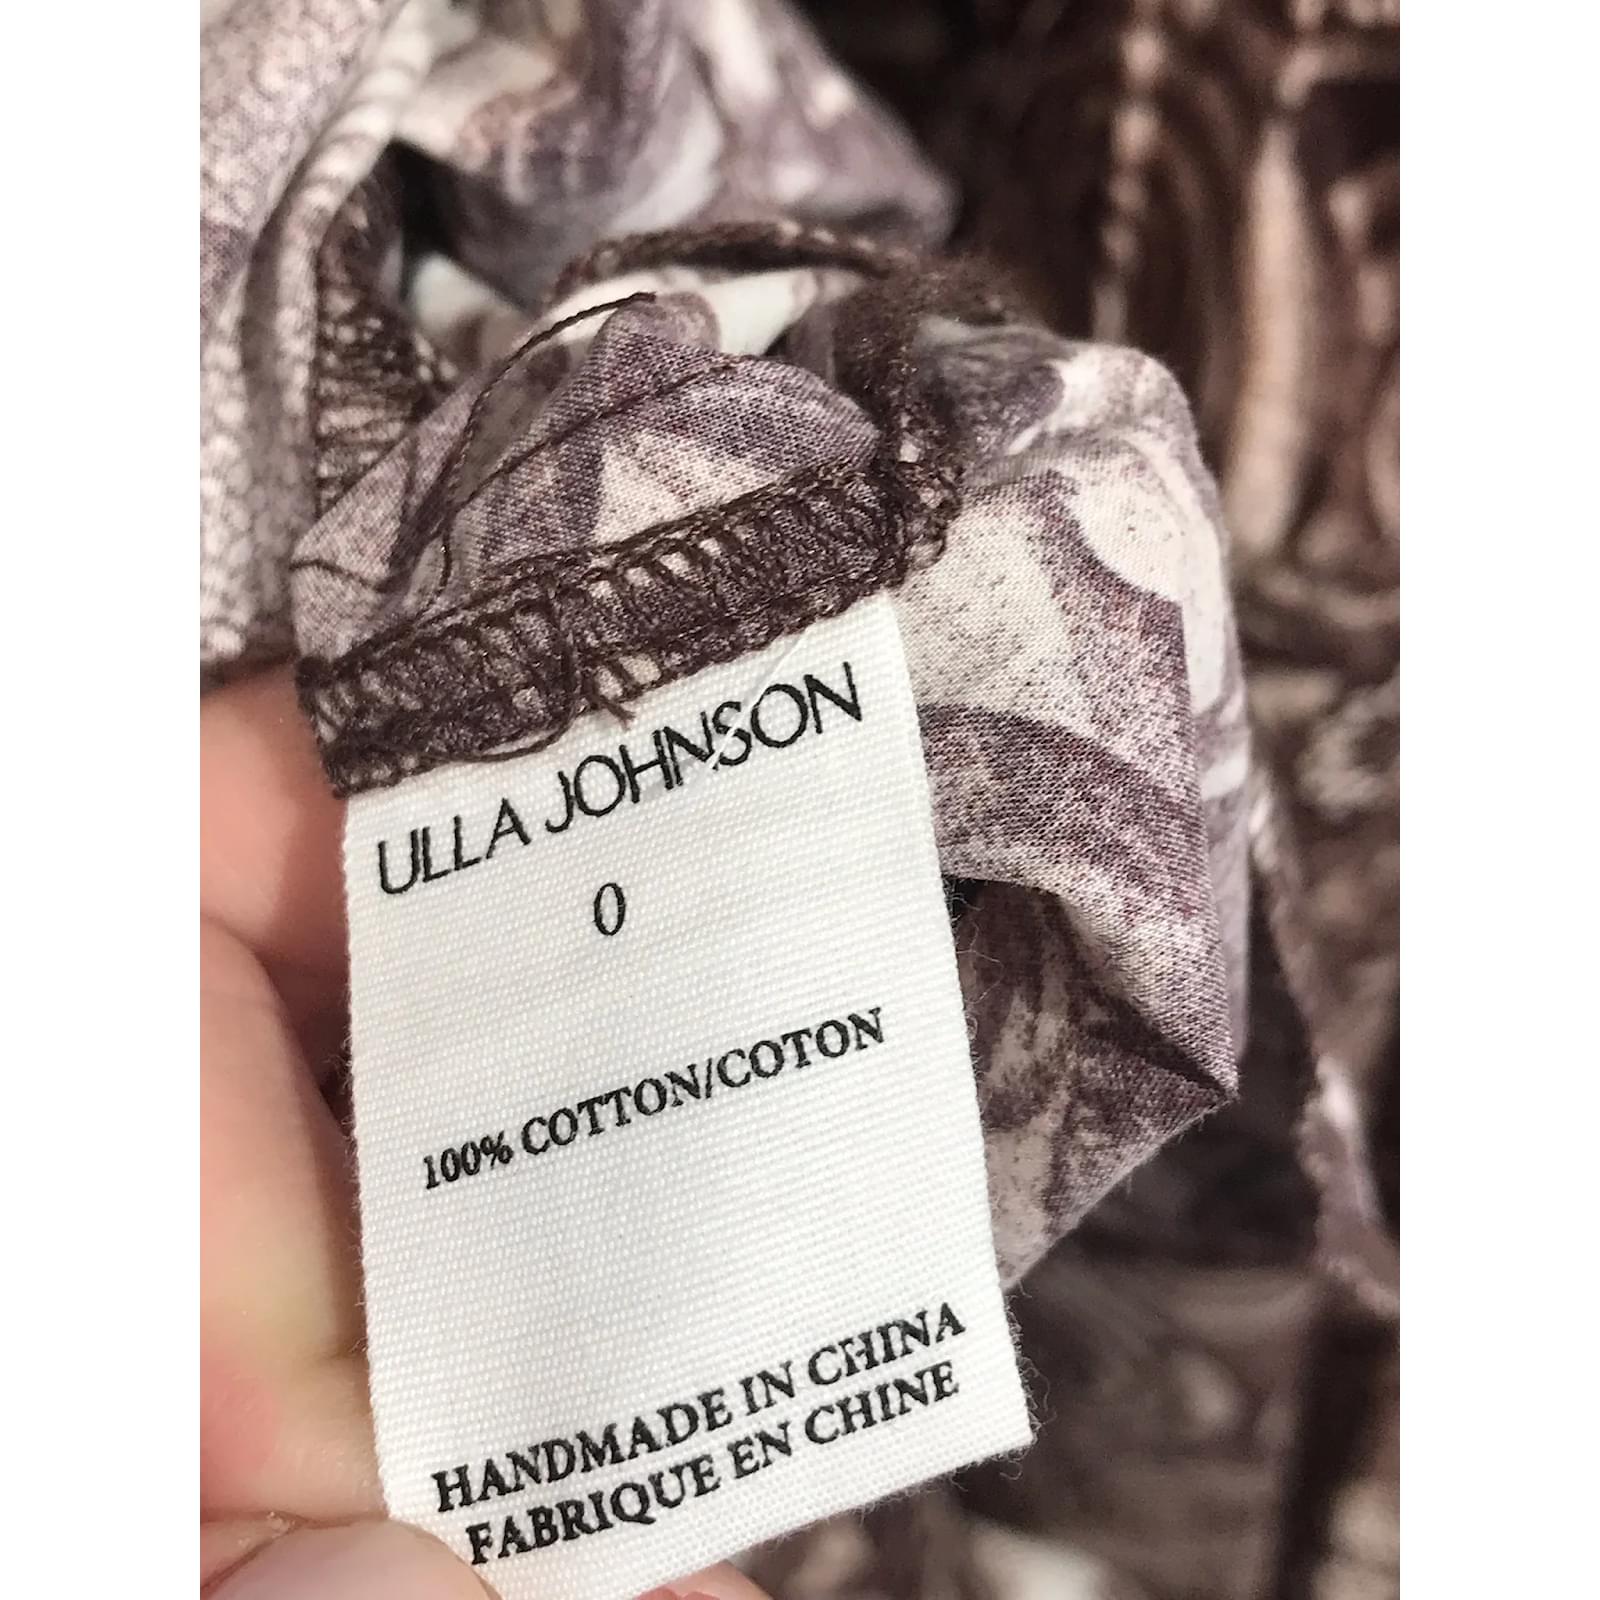 ULLA JOHNSON
0
100% COTTON/COTON
HANDMADE IN CHINA
FABRIQUE EN CHINE